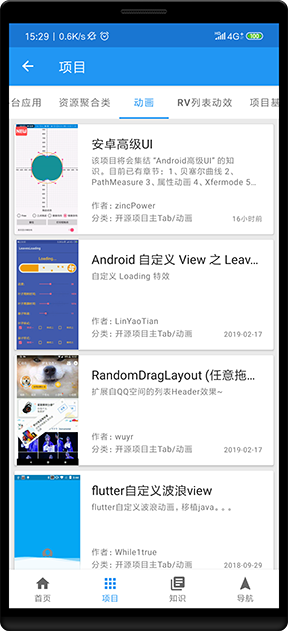 15:29 | 0.6K/s
4G
100
项目
台应用 资源聚合类 动画 RV列表动效 项目基
安卓高级UI
该项目将会集结 "Android高级UI" 的知
识。目前已有章节：1、贝塞尔曲线 2、
PathMeasure 3、属性动画 4、Xfermode 5...
作者: zincPower
分类: 开源项目主Tab/动画
16小时前
Android 自定义 View 之 Leav...
自定义 Loading 特效
作者: LinYaoTian
分类: 开源项目主Tab/动画
2019-02-17
RandomDragLayout (任意拖...
扩展自QQ空间的列表Header效果~
作者: wuyr
分类: 开源项目主Tab/动画
2019-02-17
flutter自定义波浪view
flutter自定义波浪动画，移植java。。。
作者: While1true
分类: 开源项目主Tab/动画
2018-09-29
首页 项目 知识 导航